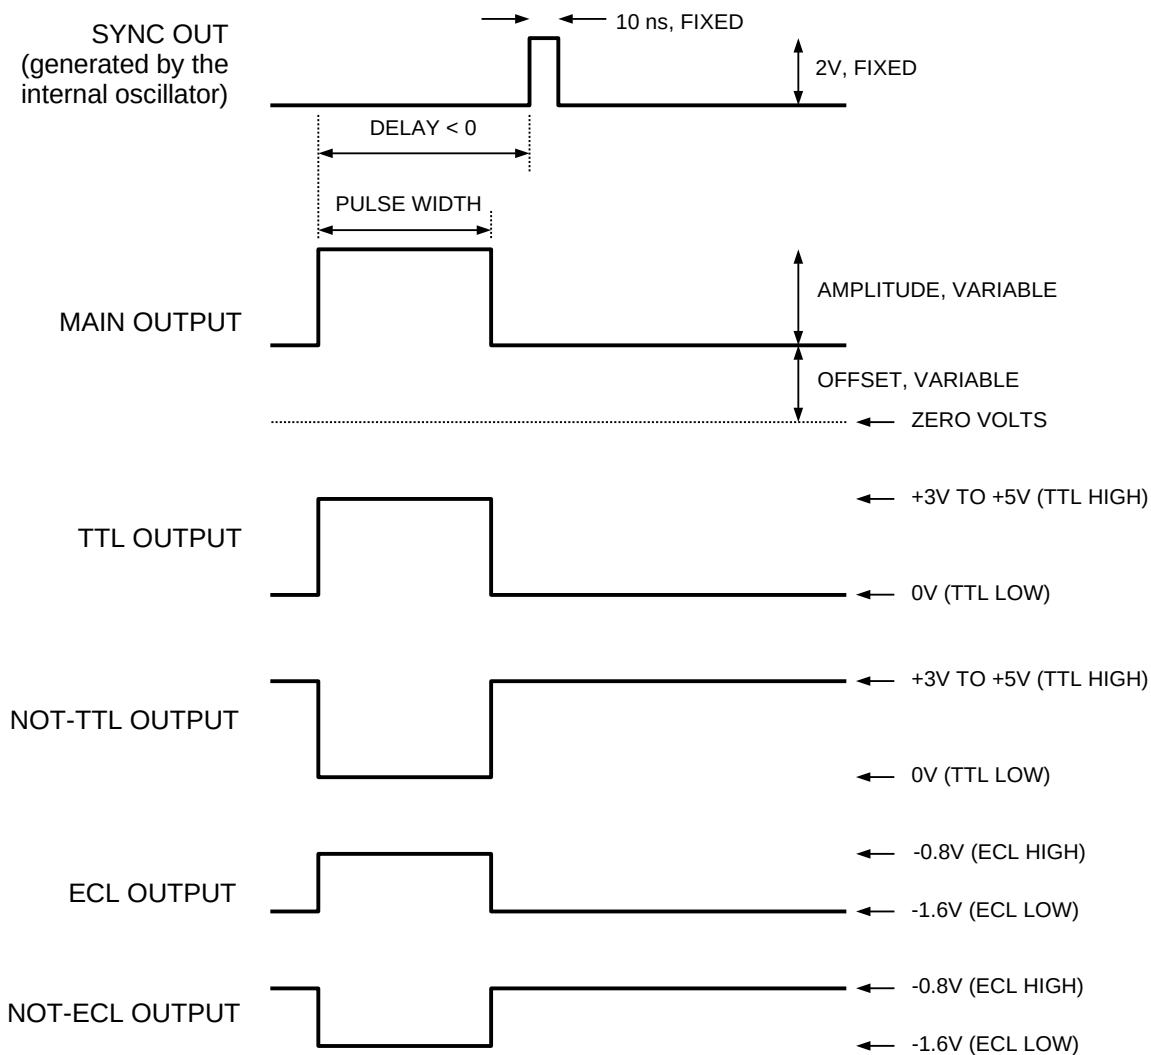 10 ns, FIXED
SYNC OUT
(generated by the
internal oscillator)
2V, FIXED
DELAY < 0
PULSE WIDTH
AMPLITUDE, VARIABLE
MAIN OUTPUT
OFFSET, VARIABLE
ZERO VOLTS
+3V TO +5V (TTL HIGH)
TTL OUTPUT
0V (TTL LOW)
+3V TO +5V (TTL HIGH)
NOT-TTL OUTPUT
0V (TTL LOW)
-0.8V (ECL HIGH)
ECL OUTPUT
-1.6V (ECL LOW)
-0.8V (ECL HIGH)
NOT-ECL OUTPUT
-1.6V (ECL LOW)